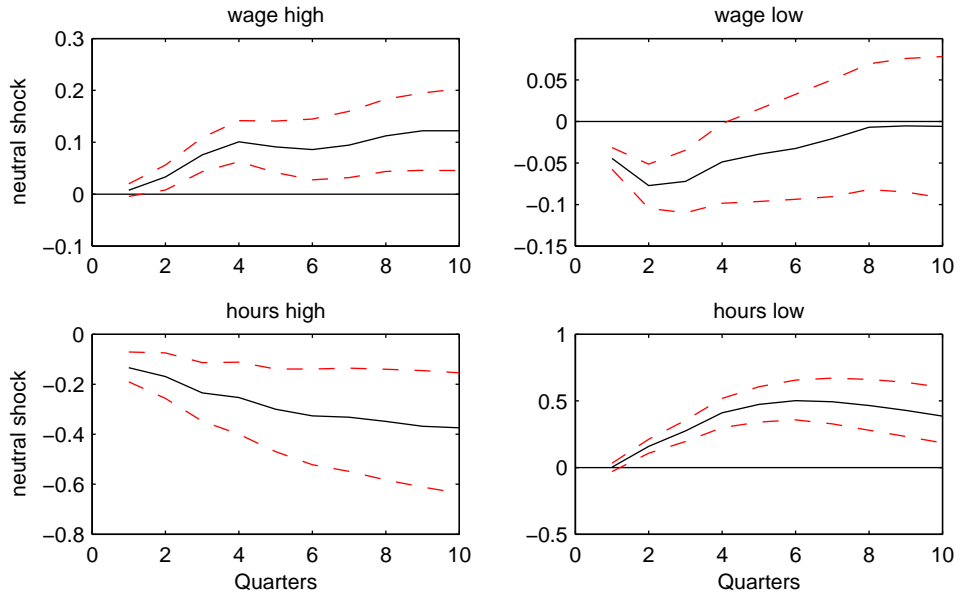 wage high
wage low
neutral shock
0.3
0.2
0.1
0
−0.1
0 2 4 6 8 10
0.05
0
−0.05
−0.1
−0.15
0 2 4 6 8 10
hours high
hours low
neutral shock
0
−0.2
−0.4
−0.6
−0.8
0 2 4 6 8 10
Quarters
1
0.5
0
−0.5
0 2 4 6 8 10
Quarters